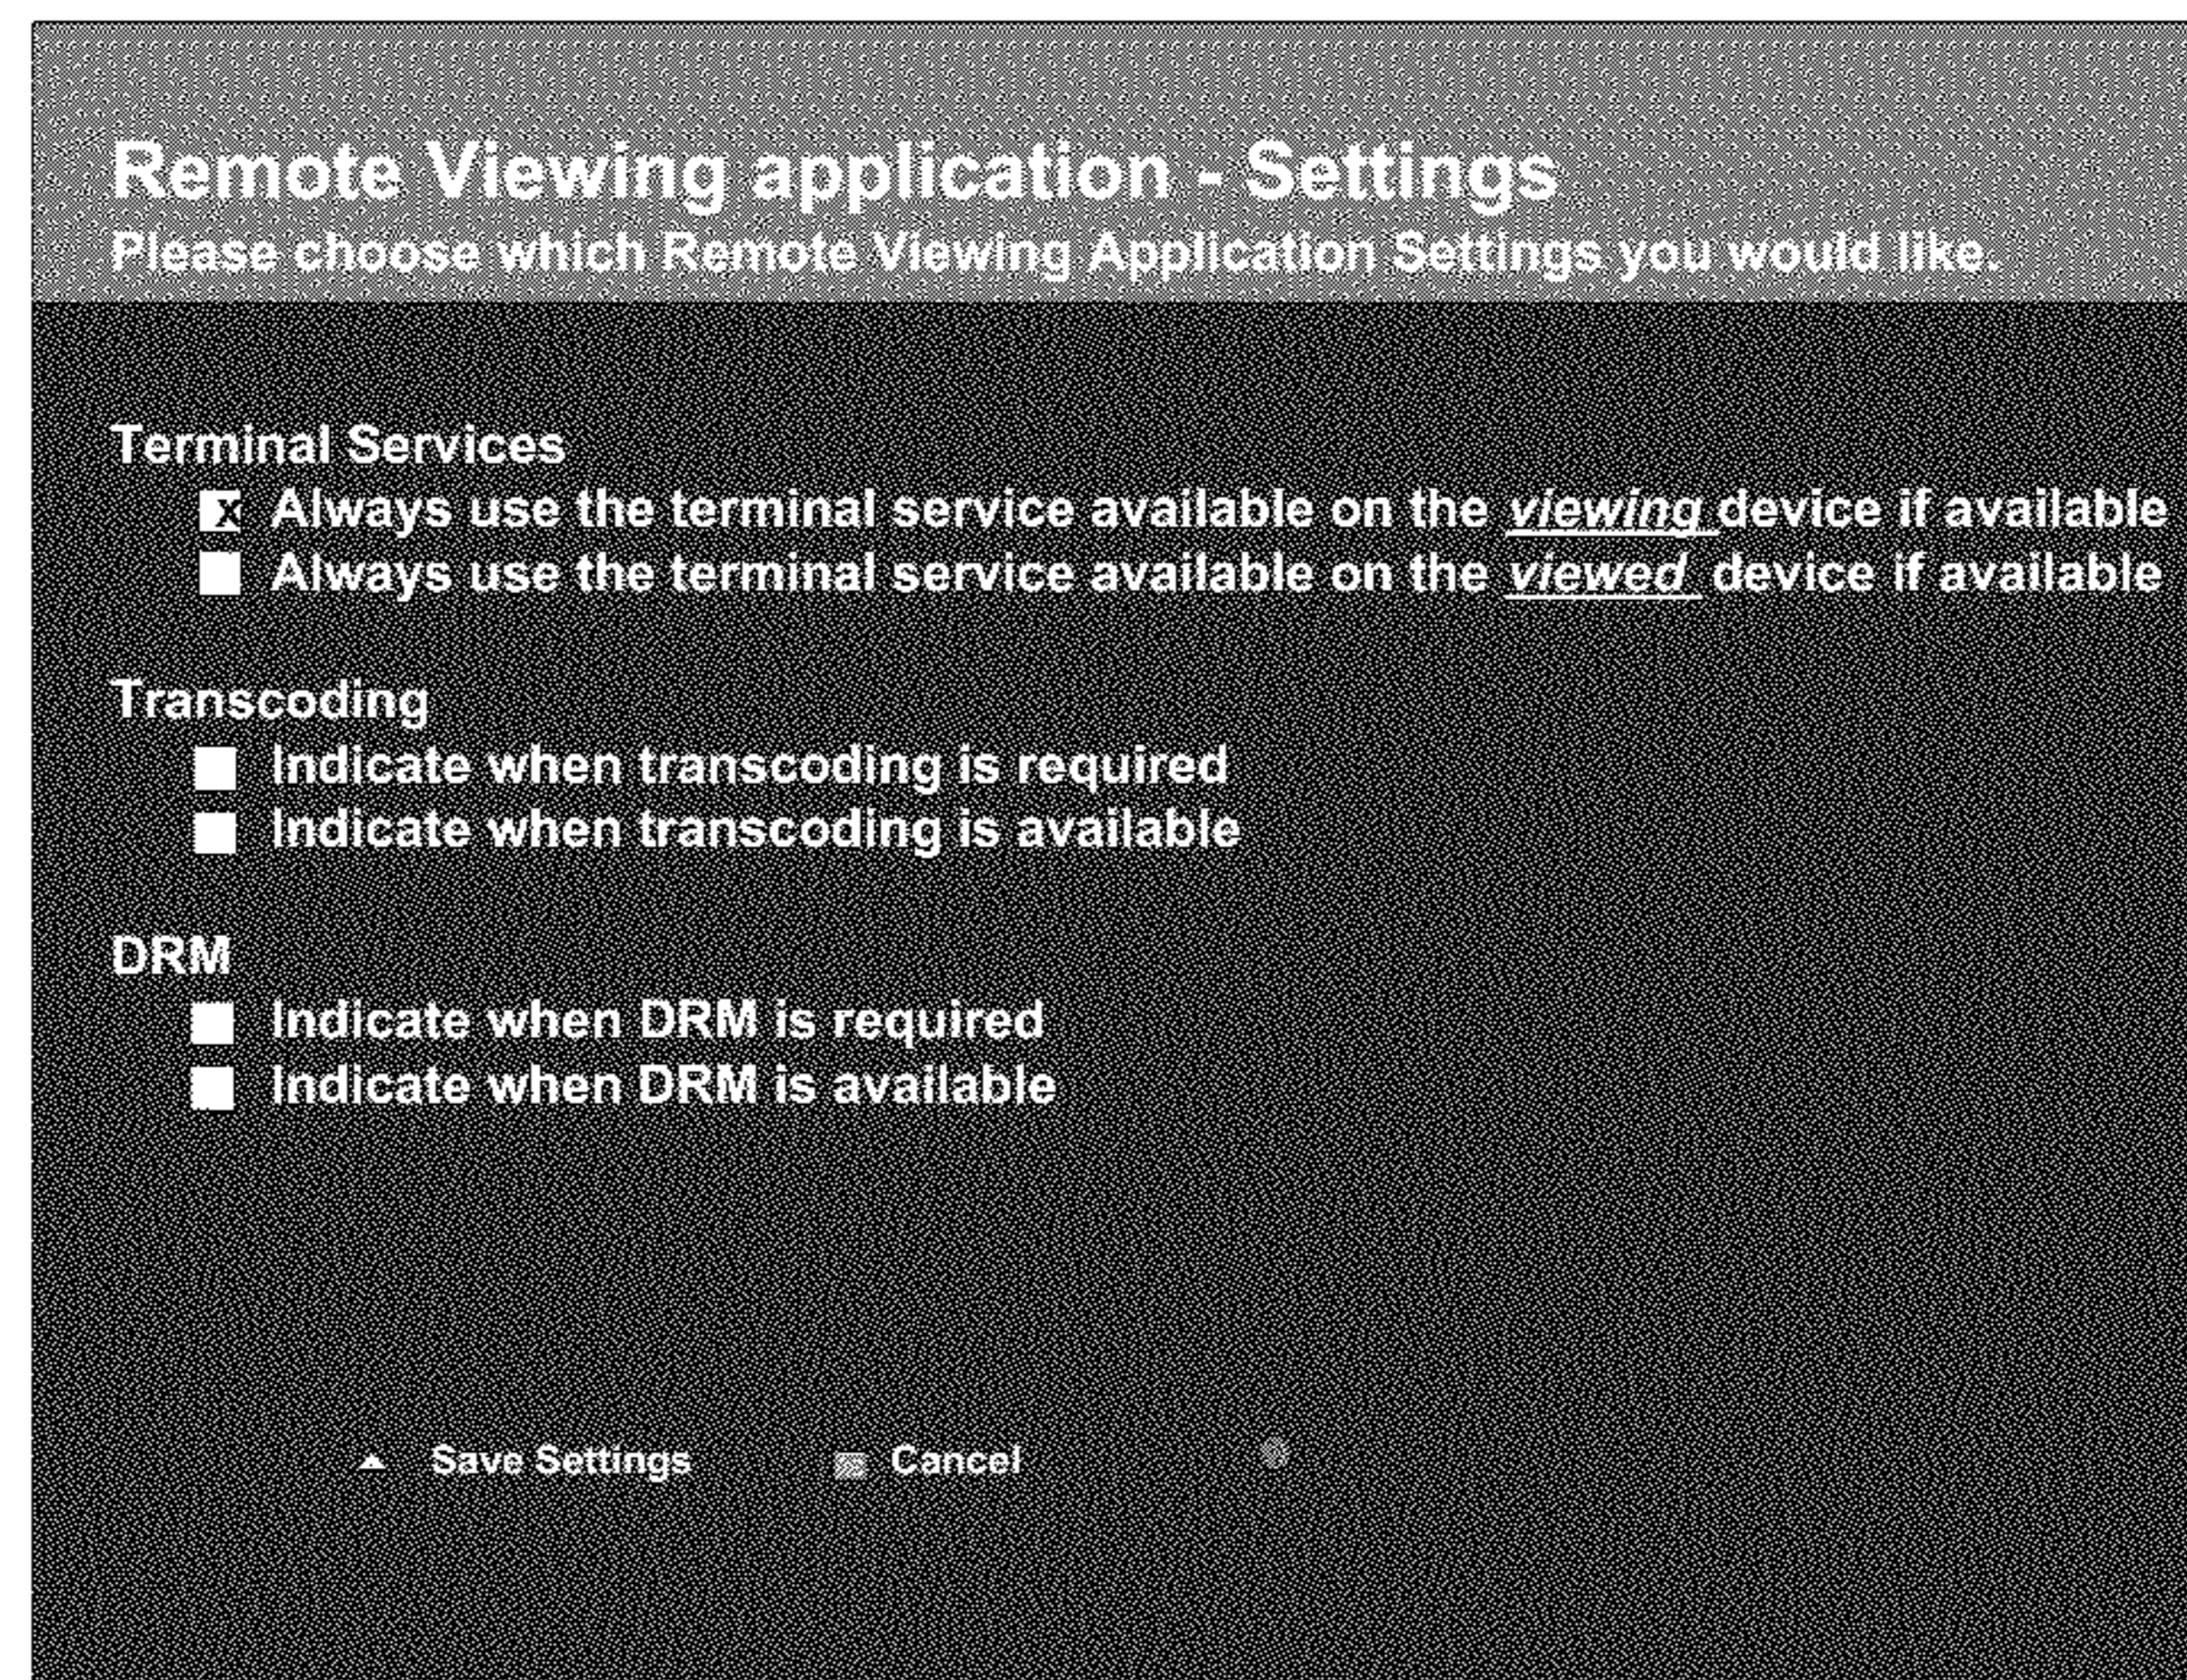 Remote Viewing application - Settings
Please choose which Remote Viewing Application Settings you would like.
Terminal Services
x Always use the terminal service available on the viewing device if available
Always use the terminal service available on the viewed device if available
Transcoding
Indicate when transcoding is required
Indicate when transcoding is available
DRM
Indicate when DRM is required
Indicate when DRM is available
Save Settings Cancel